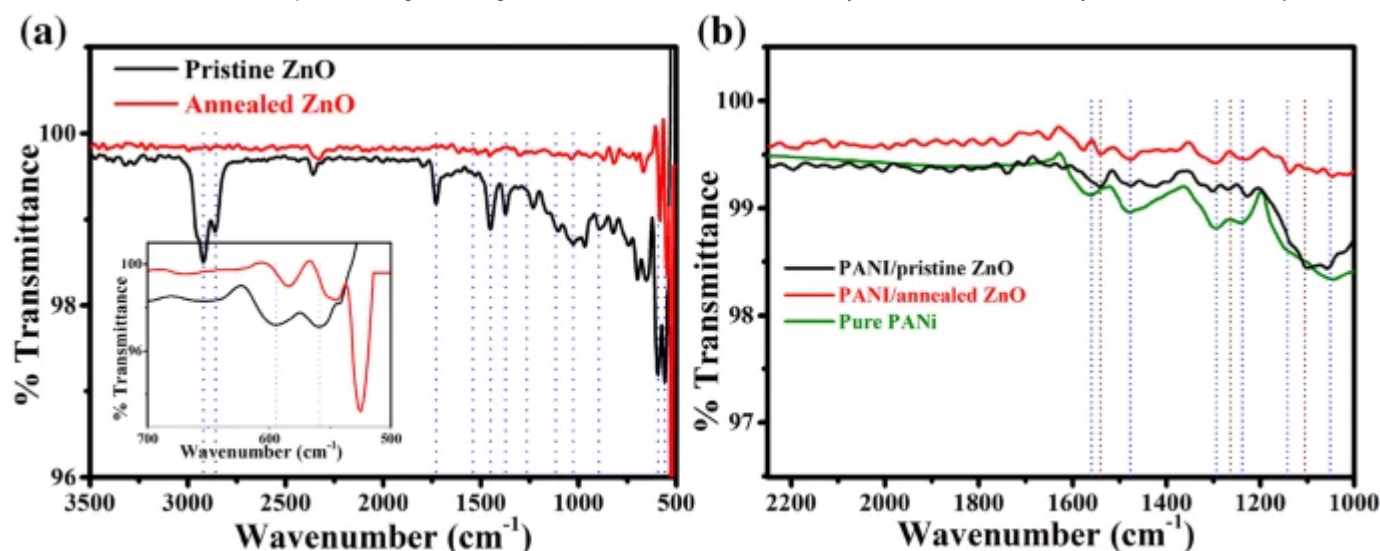 (a)
Pristine ZnO
Annealed ZnO
% Transmittance
100
98
96
3500 3000 2500 2000 1500 1000 500
Wavenumber (cm-1)
% Transmittance
100
96
700 600 500
Wavenumber (cm-1)
(b)
PANI/pristine ZnO
PANI/annealed ZnO
Pure PANi
% Transmittance
100
99
98
97
2200 2000 1800 1600 1400 1200 1000
Wavenumber (cm-1)